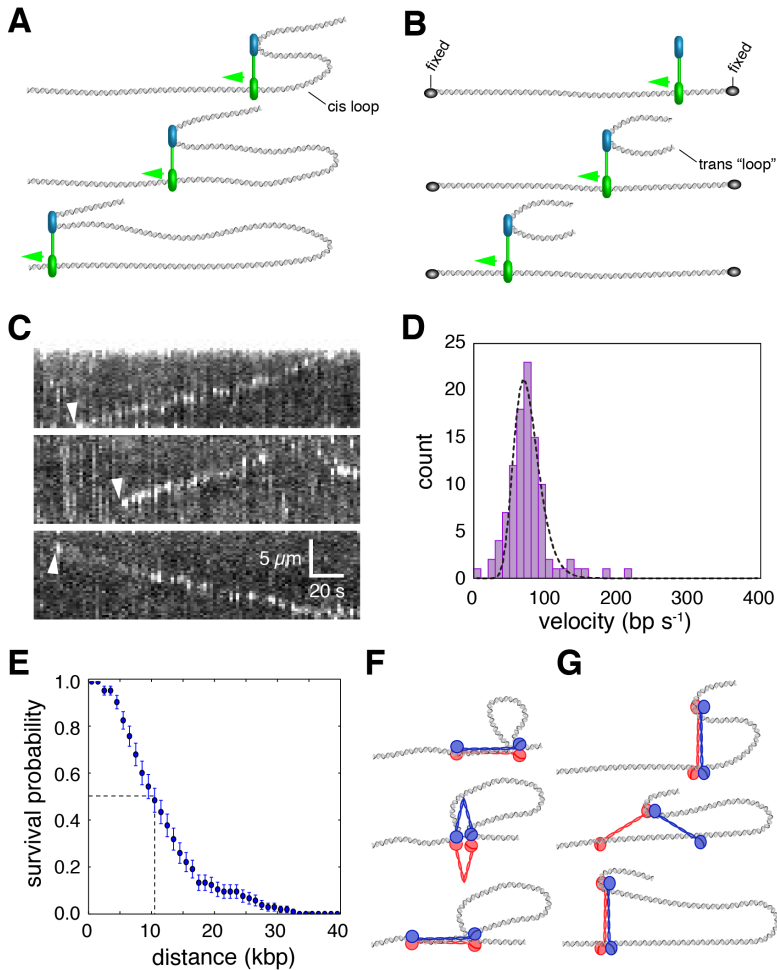 A
cis loop
B
fixed
fixed
trans “loop”
C
5 µm
20 s
D
25
20
15
10
5
0
count
0
100
200
300
400
velocity (bp s-1)
E
1.0
0.8
0.6
0.4
0.2
0.0
survival probability
0
10
20
30
40
distance (kbp)
F
G